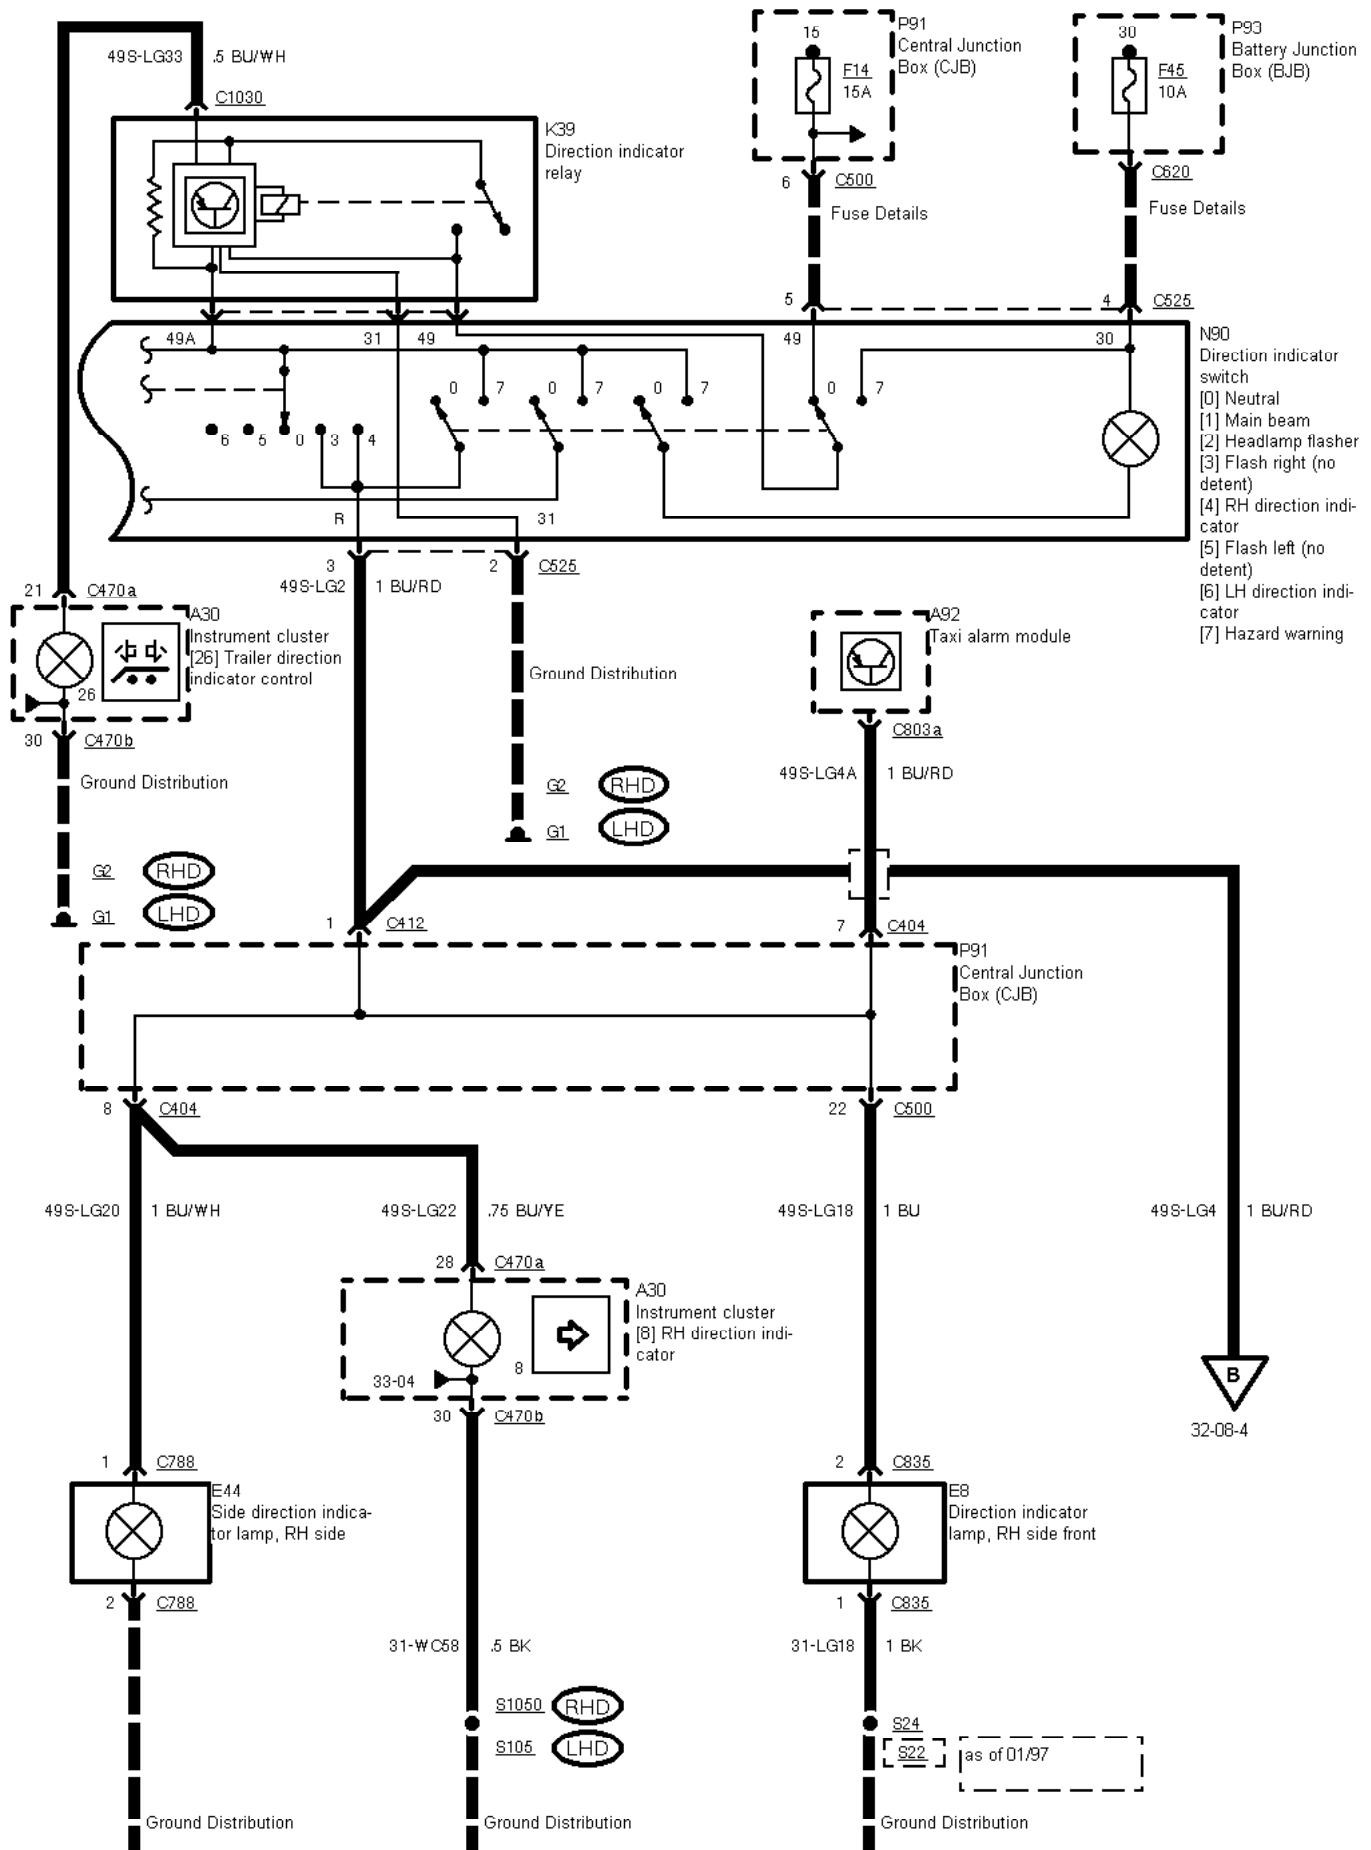 49S-LG33 .5 BU/WH
C1030
K39
Direction indicator
relay
15
F14
15A
P91
Central Junction
Box (CJB)
6 C500
Fuse Details
30
F45
10A
P93
Battery Junction
Box (BJB)
C620
Fuse Details
5 4 C525
49A 31 49 49 30
0 7 0 7 0 7 0 7
6 5 0 3 4
R 31
N90
Direction indicator
switch
[0] Neutral
[1] Main beam
[2] Headlamp flasher
[3] Flash right (no
detent)
[4] RH direction indi-
cator
[5] Flash left (no
detent)
[6] LH direction indi-
cator
[7] Hazard warning
3 2 C525
49S-LG2 1 BU/RD
21 C470a
A30
Instrument cluster
[26] Trailer direction
indicator control
26
30 C470b
Ground Distribution
G2 RHD
G1 LHD
Ground Distribution
G2 RHD
G1 LHD
A92
Taxi alarm module
C803a
49S-LG4A 1 BU/RD
1 C412
7 C404
P91
Central Junction
Box (CJB)
8 C404
22 C500
49S-LG20 1 BU/WH
49S-LG22 .75 BU/YE
49S-LG18 1 BU
49S-LG4 1 BU/RD
28 C470a
A30
Instrument cluster
[8] RH direction indi-
cator
8
33-04
30 C470b
B
32-08-4
1 C788
E44
Side direction indica-
tor lamp, RH side
2 C788
2 C835
E8
Direction indicator
lamp, RH side front
1 C835
31-WC58 .5 BK
31-LG18 1 BK
S1050 RHD
S105 LHD
S24
S22 as of 01/97
Ground Distribution
Ground Distribution
Ground Distribution